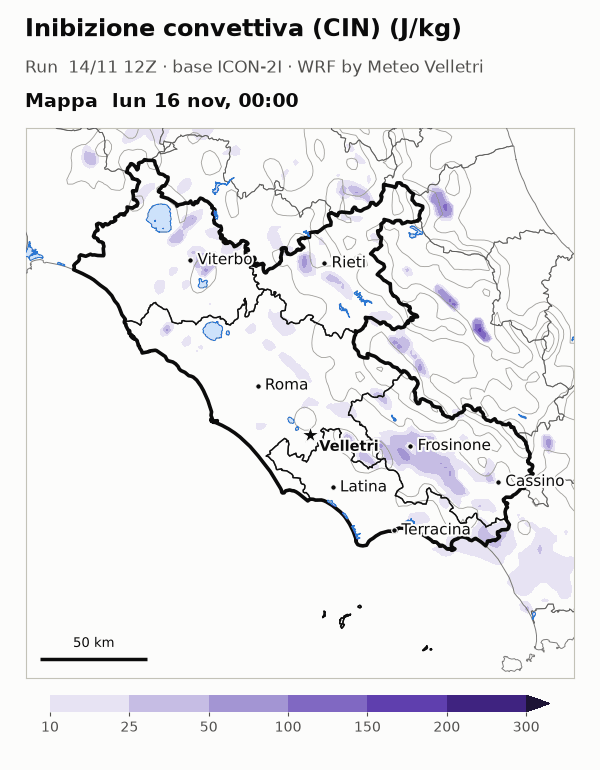 Inibizione convettiva (CIN) (J/kg)
Run 14/11 12Z · base ICON-2I · WRF by Meteo Velletri
Mappa lun 16 nov, 00:00
Viterbo
Rieti
Roma
Velletri
Frosinone
Cassino
Latina
Terracina
50 km
10 25 50 100 150 200 300